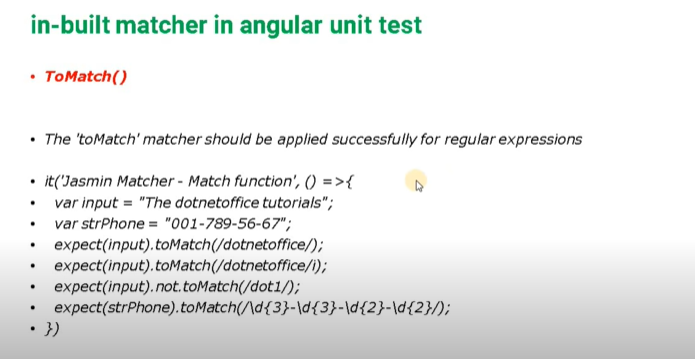 in-built matcher in angular unit test
• ToMatch()
• The 'toMatch' matcher should be applied successfully for regular expressions
• it('Jasmin Matcher - Match function', () =>{
• var input = "The dotnetoffice tutorials";
• var strPhone = "001-789-56-67";
• expect(input).toMatch(/dotnetoffice/);
• expect(input).toMatch(/dotnetoffice/i);
• expect(input).not.toMatch(/dot1/);
• expect(strPhone).toMatch(/\d{3}-\d{3}-\d{2}-\d{2}/);
• })